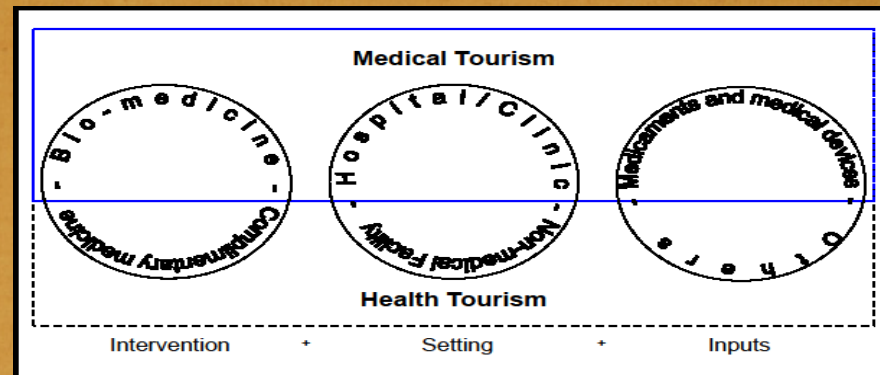 Medical Tourism
- Bio-medicine -
Complimentary medicine
- Hospital/Clinic -
Non-medical Facility
- Medicaments and medical devices -
Others
Health Tourism
Intervention + Setting + Inputs